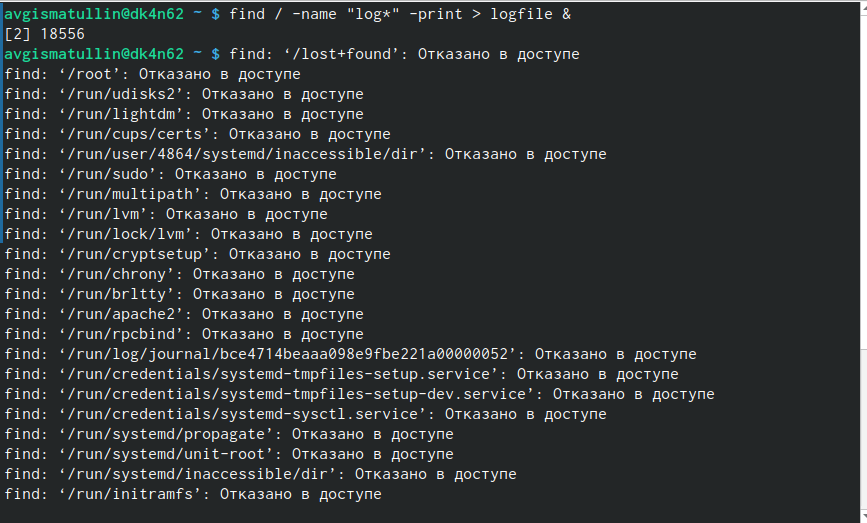 avgismatullin@dk4n62 ~ $ find / -name "log*" -print > logfile &
[2] 18556
avgismatullin@dk4n62 ~ $ find: ‘/lost+found’: Отказано в доступе
find: ‘/root’: Отказано в доступе
find: ‘/run/udisks2’: Отказано в доступе
find: ‘/run/lightdm’: Отказано в доступе
find: ‘/run/cups/certs’: Отказано в доступе
find: ‘/run/user/4864/systemd/inaccessible/dir’: Отказано в доступе
find: ‘/run/sudo’: Отказано в доступе
find: ‘/run/multipath’: Отказано в доступе
find: ‘/run/lvm’: Отказано в доступе
find: ‘/run/lock/lvm’: Отказано в доступе
find: ‘/run/cryptsetup’: Отказано в доступе
find: ‘/run/chrony’: Отказано в доступе
find: ‘/run/brltty’: Отказано в доступе
find: ‘/run/apache2’: Отказано в доступе
find: ‘/run/rpcbind’: Отказано в доступе
find: ‘/run/log/journal/bce4714beaaa098e9fbe221a00000052’: Отказано в доступе
find: ‘/run/credentials/systemd-tmpfiles-setup.service’: Отказано в доступе
find: ‘/run/credentials/systemd-tmpfiles-setup-dev.service’: Отказано в доступе
find: ‘/run/credentials/systemd-sysctl.service’: Отказано в доступе
find: ‘/run/systemd/propagate’: Отказано в доступе
find: ‘/run/systemd/unit-root’: Отказано в доступе
find: ‘/run/systemd/inaccessible/dir’: Отказано в доступе
find: ‘/run/initramfs’: Отказано в доступе